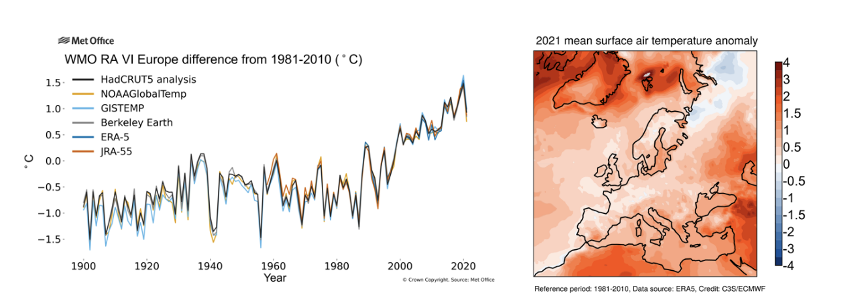 Met Office
WMO RA VI Europe difference from 1981-2010 (°C)
HadCRUT5 analysis
NOAAGlobalTemp
GISTEMP
Berkeley Earth
ERA-5
JRA-55
1.5
1.0
0.5
0.0
−0.5
−1.0
−1.5
°C
1900
1920
1940
1960
1980
2000
2020
Year
© Crown Copyright. Source: Met Office
2021 mean surface air temperature anomaly
4
3
2
1.5
1
0.5
0
-0.5
-1
-1.5
-2
-3
-4
Reference period: 1981-2010, Data source: ERA5, Credit: C3S/ECMWF